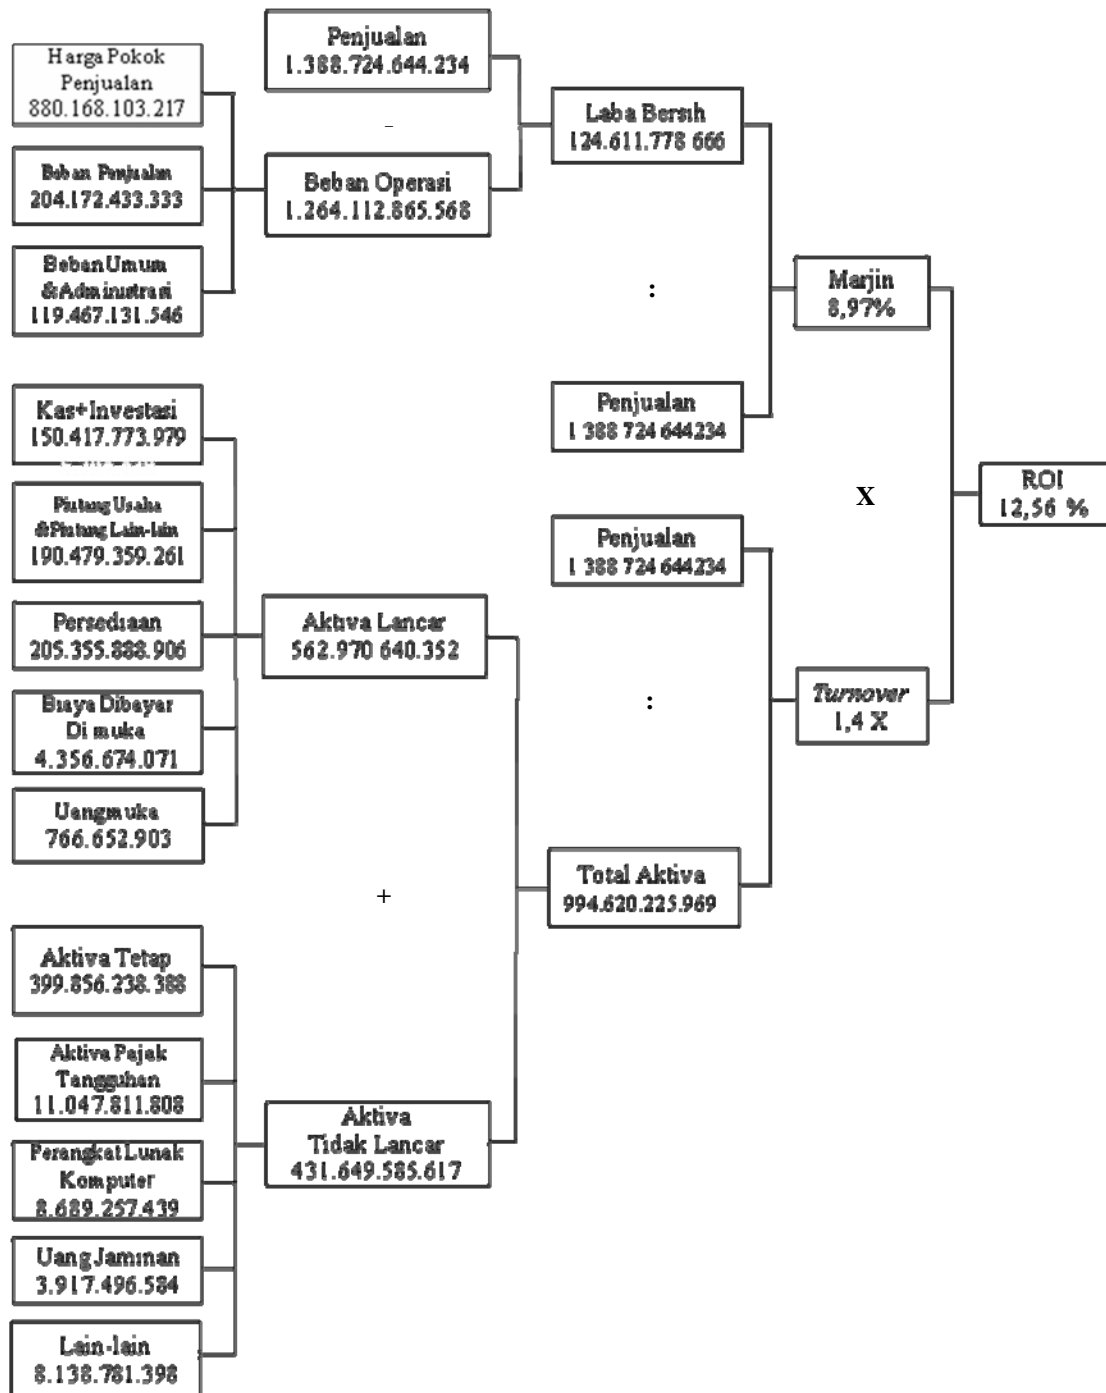 Harga Pokok
Penjualan
880.168.103.217
Beban Penjualan
204.172.433.333
Beban Umum
& Administrasi
119.467.131.546
Penjualan
1.388.724.644.234
-
Beban Operasi
1.264.112.865.568
Laba Bersih
124.611.778 666
:
Penjualan
1 388 724 644234
Marjin
8,97%
Kas+Investasi
150.417.773.979
Piutang Usaha
&Piutang Lain-lain
190.479.359.261
Persediaan
205.355.888.906
Biaya Dibayar
Di muka
4.356.674.071
Uangmuka
766.652.903
Aktiva Lancar
562.970 640.352
+
Aktiva Tetap
399.856.238.388
Aktiva Pajak
Tangguhan
11.047.811.808
Perangkat Lunak
Komputer
8.689.257.439
Uang Jaminan
3.917.496.584
Lain-lain
8.138.781.398
Aktiva
Tidak Lancar
431.649.585.617
Penjualan
1 388 724 644234
:
Total Aktiva
994.620.225.969
Turnover
1,4 X
X
ROI
12,56 %